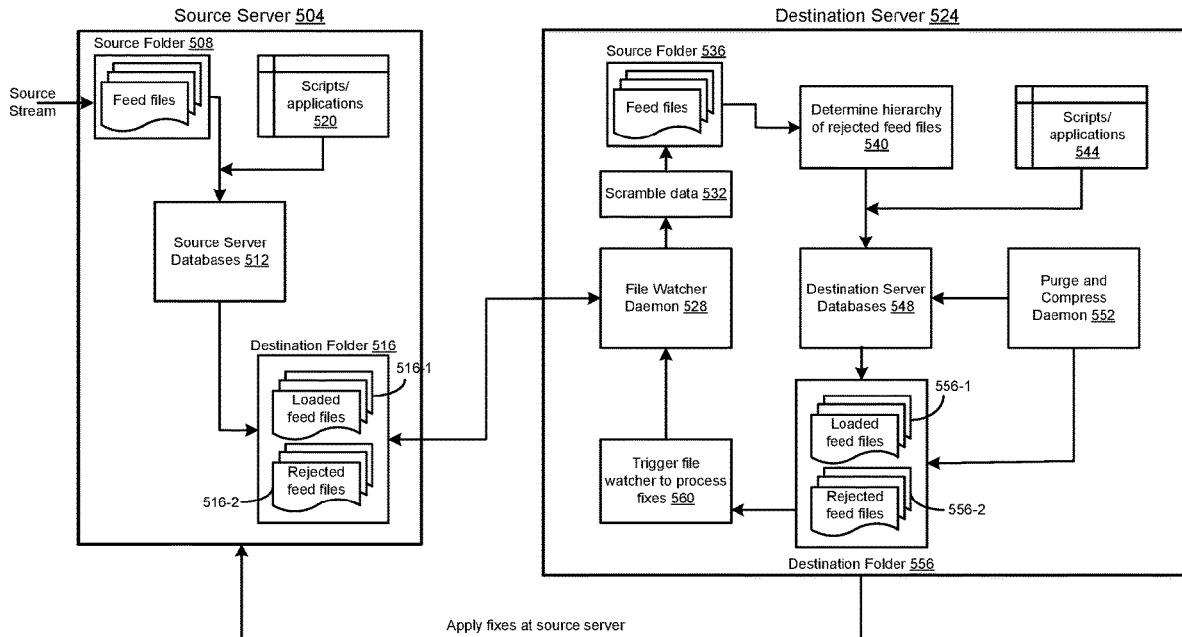 Source Server 504
Source Folder 508
Source
Stream
Feed files
Scripts/
applications
520
Source Server
Databases 512
Destination Folder 516
516-1
Loaded
feed files
Rejected
feed files
516-2
Destination Server 524
Source Folder 536
Feed files
Determine hierarchy
of rejected feed files
540
Scripts/
applications
544
Scramble data 532
File Watcher
Daemon 528
Destination Server
Databases 548
Purge and
Compress
Daemon 552
556-1
Loaded
feed files
Rejected
feed files
556-2
Trigger file
watcher to process
fixes 560
Destination Folder 556
Apply fixes at source server